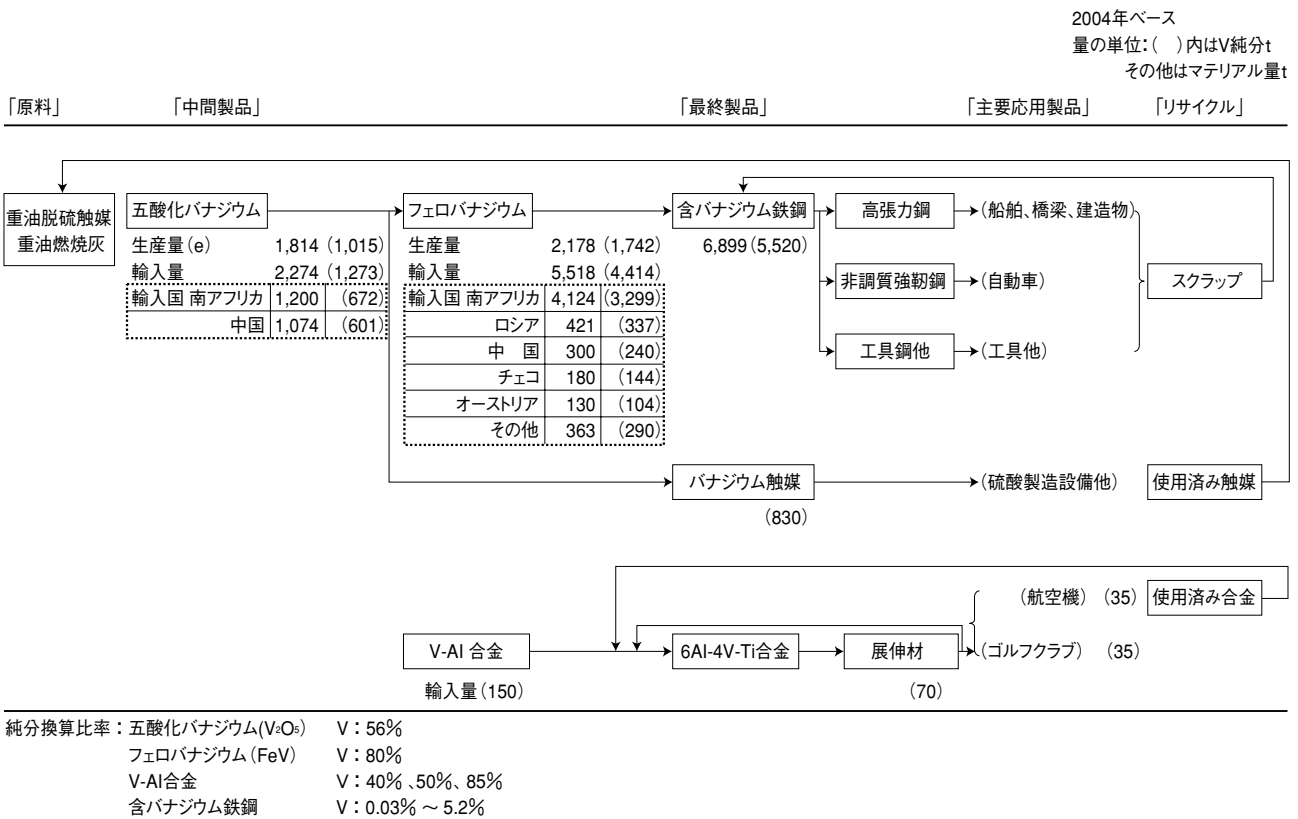 2004年ベース
量の単位：（　）内はV純分t
その他はマテリアル量t
「原料」 「中間製品」 「最終製品」 「主要応用製品」 「リサイクル」
重油脱硫触媒
重油燃焼灰
五酸化バナジウム
生産量（e） 1,814 （1,015）
輸入量 2,274 （1,273）
輸入国 南アフリカ 1,200 （672）
中国 1,074 （601）
フェロバナジウム
生産量 2,178 （1,742）
輸入量 5,518 （4,414）
輸入国 南アフリカ 4,124 （3,299）
ロシア 421 （337）
中　国 300 （240）
チェコ 180 （144）
オーストリア 130 （104）
その他 363 （290）
含バナジウム鉄鋼
6,899（5,520）
高張力鋼 （船舶、橋梁、建造物）
非調質強靭鋼 （自動車）
工具鋼他 （工具他）
スクラップ
バナジウム触媒 （硫酸製造設備他） 使用済み触媒
（830）
（航空機） （35） 使用済み合金
V-Al 合金 6Al-4V-Ti合金 展伸材 （ゴルフクラブ） （35）
輸入量（150） （70）
純分換算比率：五酸化バナジウム(V2O5) V：56％
フェロバナジウム（FeV） V：80％
V-Al合金 V：40％、50％、85％
含バナジウム鉄鋼 V：0.03％ ～ 5.2％